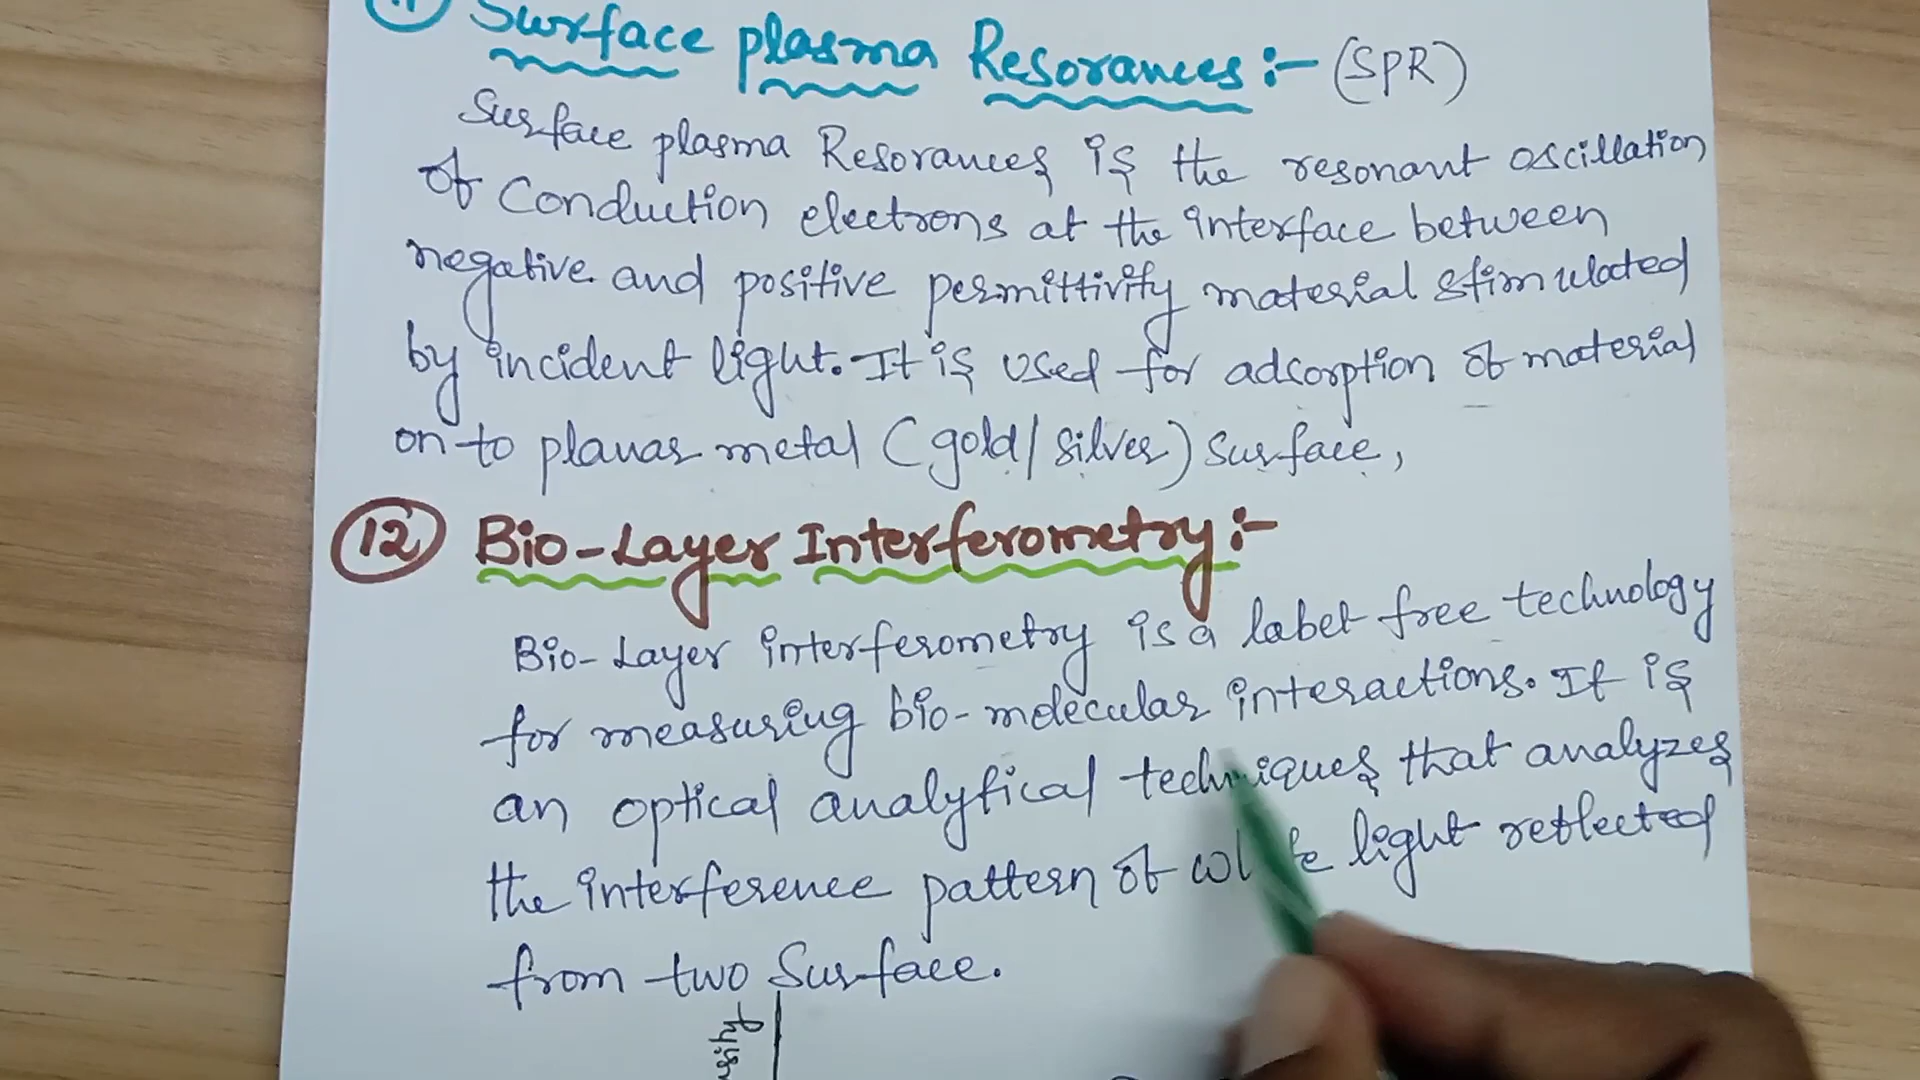 11 Surface plasma Resorances :- (SPR)
Surface plasma Resorances is the resonant oscillation
of Conduction electrons at the interface between
negative and positive permittivity material stimulated
by incident light. It is used for adsorption of material
on to planar metal (gold/silver) Surface,
12 Bio-Layer Interferometry :-
Bio-Layer interferometry is a label free technology
for measuring bio-molecular interactions. It is
an optical analytical techniques that analyzes
the interference pattern of light reflected
from two Surface.